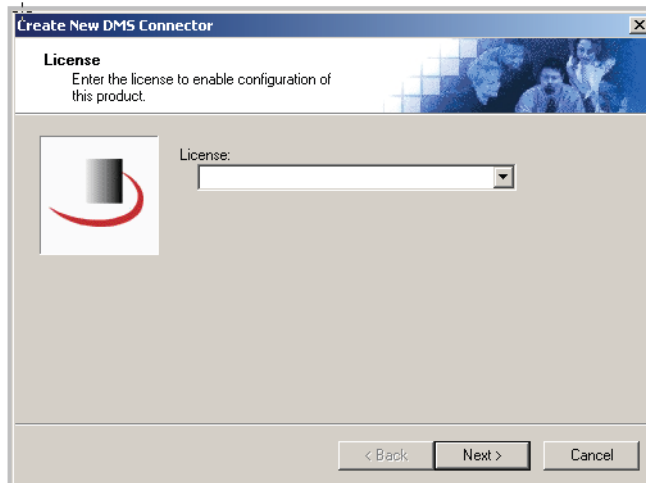 Create New DMS Connector
License
Enter the license to enable configuration of
this product.
License:
< Back
Next >
Cancel